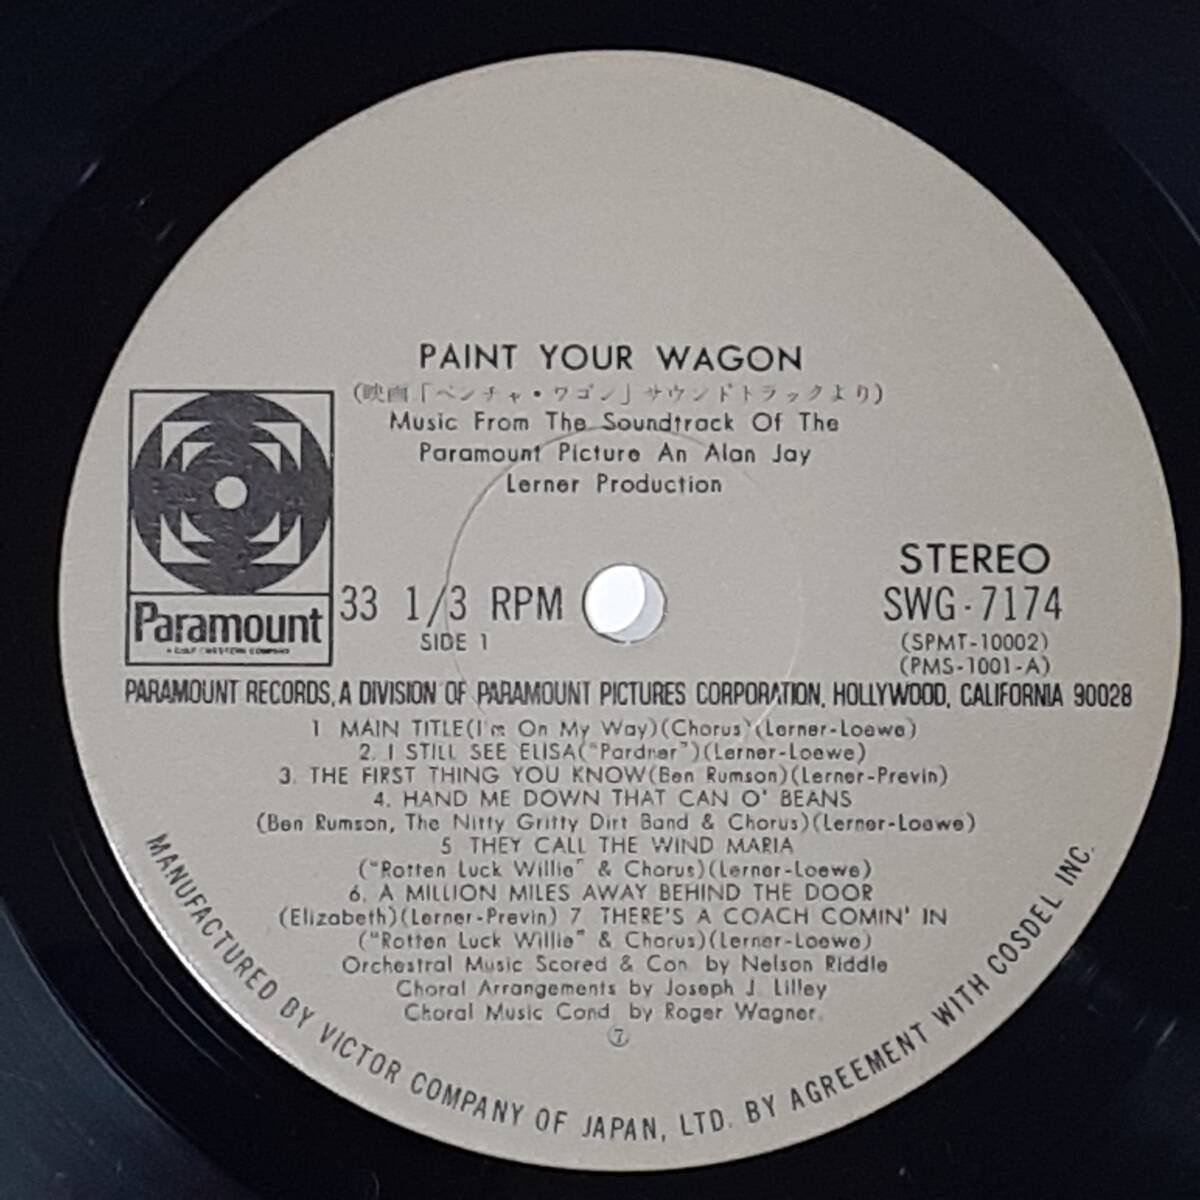 PAINT YOUR WAGON
(映画「ペンチャ・ワゴン」サウンドトラックより)
Music From The Soundtrack Of The
Paramount Picture An Alan Jay
Lerner Production
Paramount
A GULF + WESTERN COMPANY
33 1/3 RPM
SIDE 1
STEREO
SWG-7174
(SPMT-10002)
(PMS-1001-A)
PARAMOUNT RECORDS, A DIVISION OF PARAMOUNT PICTURES CORPORATION, HOLLYWOOD, CALIFORNIA 90028
1 MAIN TITLE(I'm On My Way)(Chorus)(Lerner-Loewe)
2. I STILL SEE ELISA("Pardner")(Lerner-Loewe)
3. THE FIRST THING YOU KNOW(Ben Rumson)(Lerner-Previn)
4. HAND ME DOWN THAT CAN O' BEANS
(Ben Rumson, The Nitty Gritty Dirt Band & Chorus)(Lerner-Loewe)
5 THEY CALL THE WIND MARIA
("Rotten Luck Willie" & Chorus)(Lerner-Loewe)
6. A MILLION MILES AWAY BEHIND THE DOOR
(Elizabeth)(Lerner-Previn) 7. THERE'S A COACH COMIN' IN
("Rotten Luck Willie" & Chorus)(Lerner-Loewe)
Orchestral Music Scored & Con. by Nelson Riddle
Choral Arrangements by Joseph J. Lilley
Choral Music Cond. by Roger Wagner.
⑦
MANUFACTURED BY VICTOR COMPANY OF JAPAN, LTD. BY AGREEMENT WITH COSDEL INC.